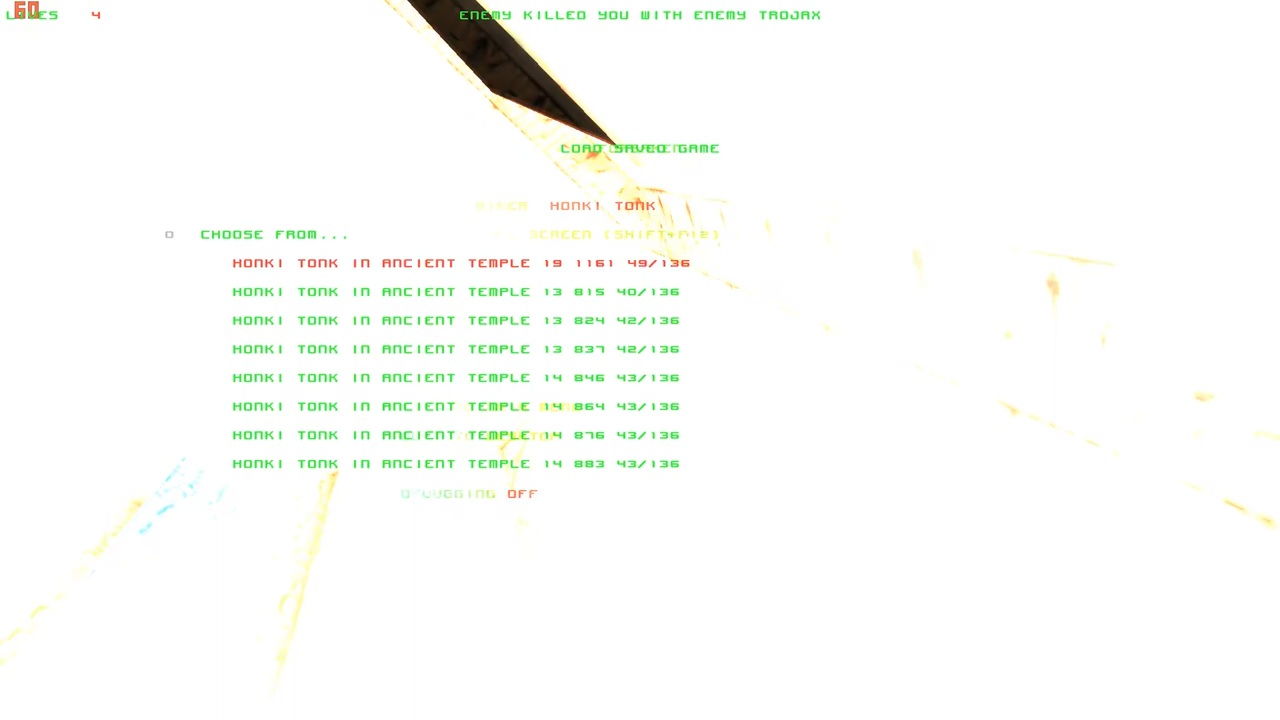 LIVES 4
60
ENEMY KILLED YOU WITH ENEMY TROJAX
LOAD SAVED GAME
HONKI TONK
CHOOSE FROM...
SCREEN (SHIFT+F12)
HONKI TONK IN ANCIENT TEMPLE 19 1161 49/136
HONKI TONK IN ANCIENT TEMPLE 13 815 40/136
HONKI TONK IN ANCIENT TEMPLE 13 824 42/136
HONKI TONK IN ANCIENT TEMPLE 13 837 42/136
HONKI TONK IN ANCIENT TEMPLE 14 846 43/136
HONKI TONK IN ANCIENT TEMPLE 14 864 43/136
HONKI TONK IN ANCIENT TEMPLE 14 876 43/136
HONKI TONK IN ANCIENT TEMPLE 14 883 43/136
DEBUGGING OFF